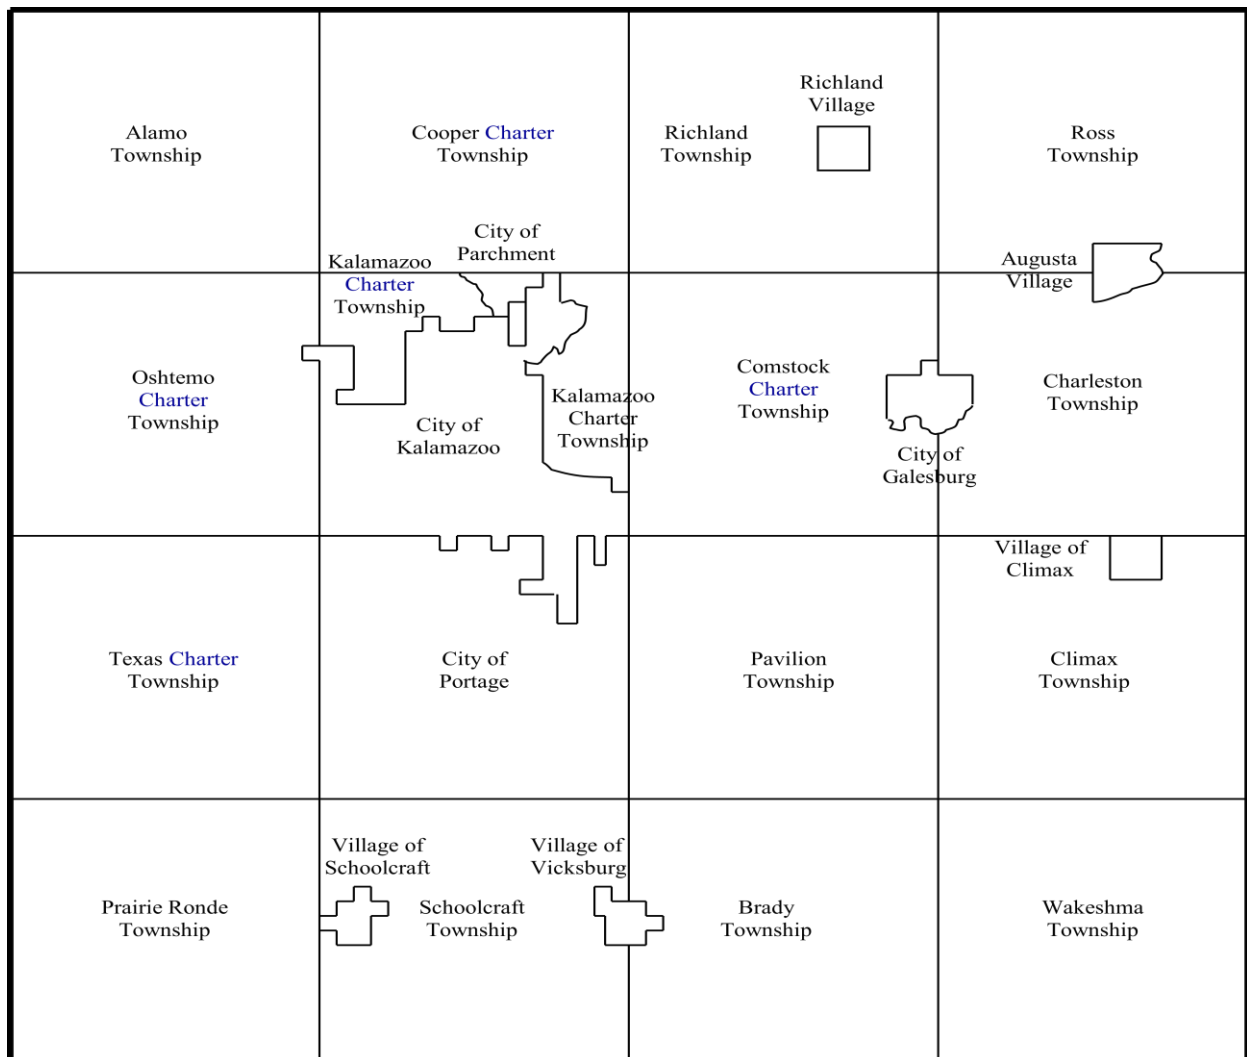 Richland
Village
Alamo
Township
Cooper Charter
Township
Richland
Township
Ross
Township
City of
Parchment
Kalamazoo
Charter
Township
Augusta
Village
Oshtemo
Charter
Township
City of
Kalamazoo
Kalamazoo
Charter
Township
Comstock
Charter
Township
Charleston
Township
City of
Galesburg
Village of
Climax
Texas Charter
Township
City of
Portage
Pavilion
Township
Climax
Township
Village of
Schoolcraft
Village of
Vicksburg
Prairie Ronde
Township
Schoolcraft
Township
Brady
Township
Wakeshma
Township